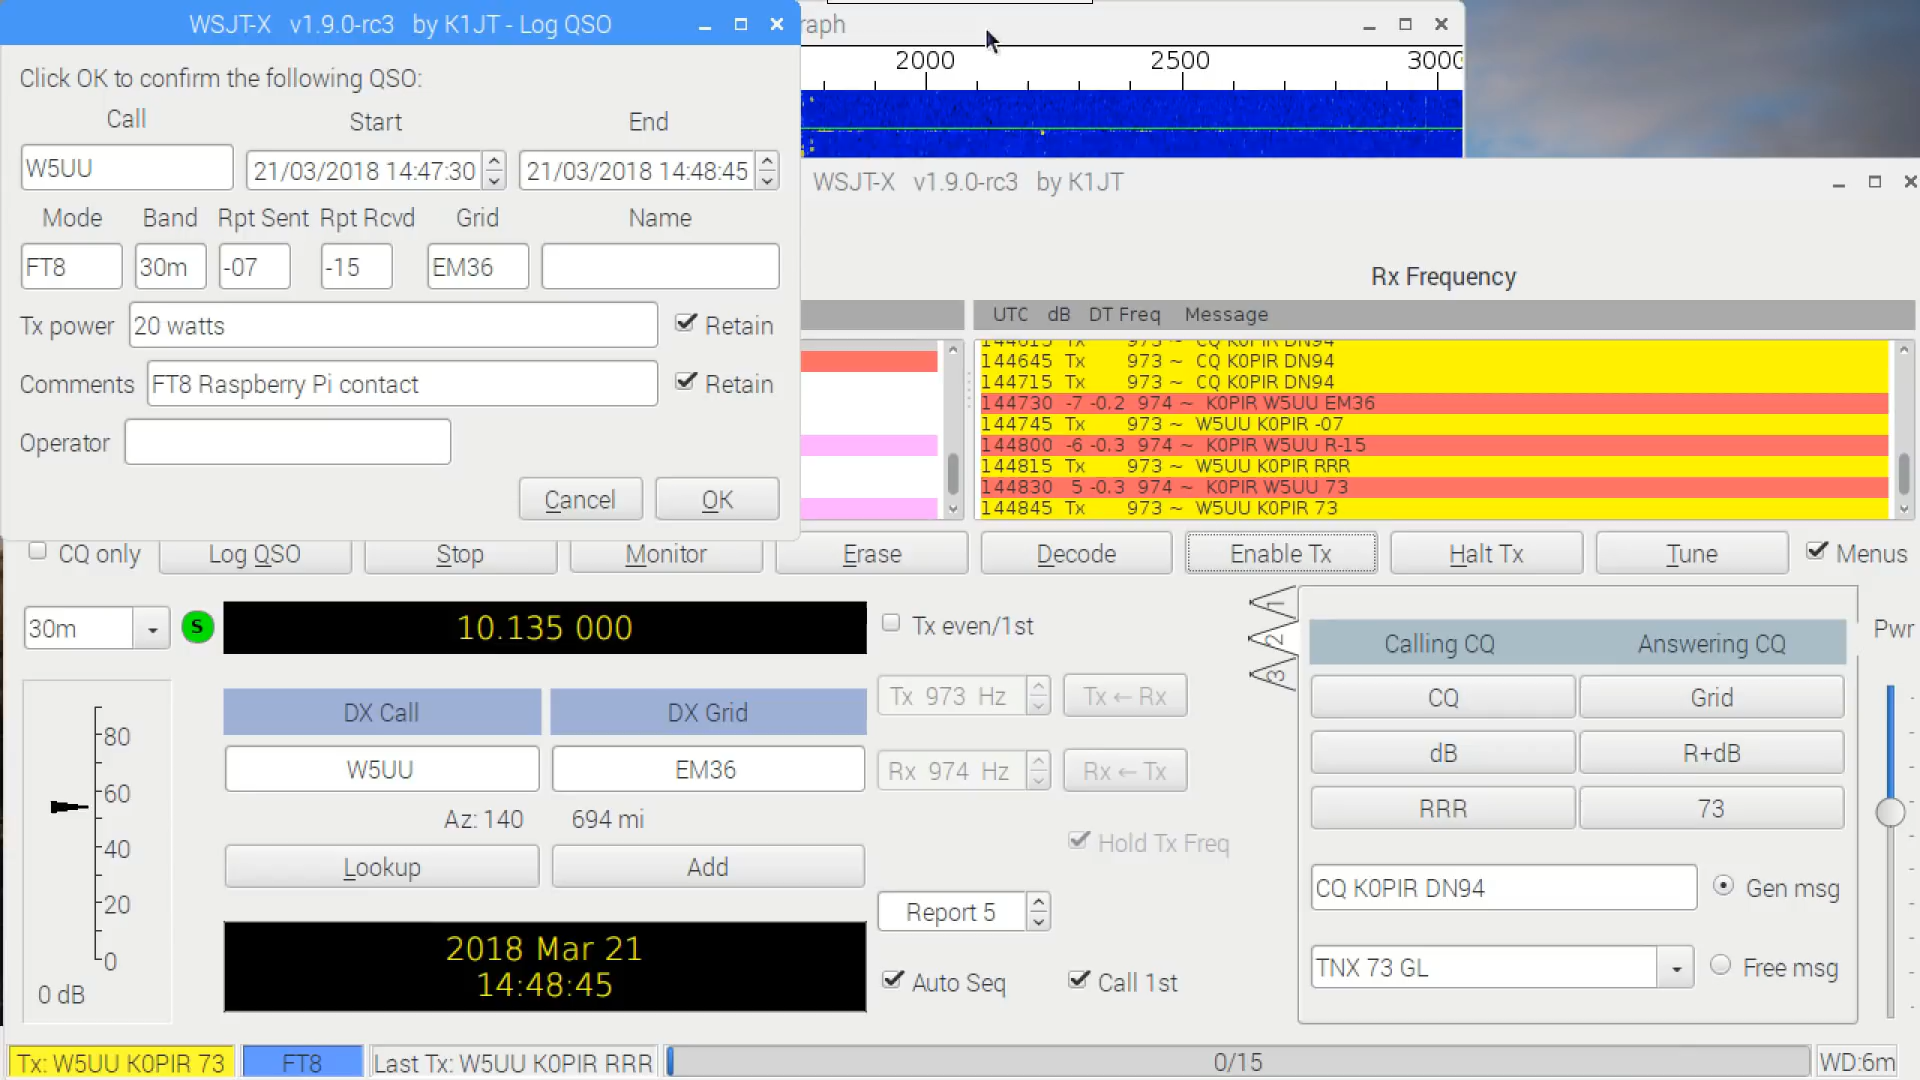 WSJT-X v1.9.0-rc3 by K1JT - Log QSO
raph
Click OK to confirm the following QSO:
Call Start End
W5UU 21/03/2018 14:47:30 21/03/2018 14:48:45
Mode Band Rpt Sent Rpt Rcvd Grid Name
FT8 30m -07 -15 EM36
Tx power 20 watts Retain
Comments FT8 Raspberry Pi contact Retain
Operator
Cancel OK
2000 2500 3000
WSJT-X v1.9.0-rc3 by K1JT
Rx Frequency
UTC dB DT Freq Message
144615 Tx 973 ~ CQ K0PIR DN94
144645 Tx 973 ~ CQ K0PIR DN94
144715 Tx 973 ~ CQ K0PIR DN94
144730 -7 -0.2 974 ~ K0PIR W5UU EM36
144745 Tx 973 ~ W5UU K0PIR -07
144800 -6 -0.3 974 ~ K0PIR W5UU R-15
144815 Tx 973 ~ W5UU K0PIR RRR
144830 5 -0.3 974 ~ K0PIR W5UU 73
144845 Tx 973 ~ W5UU K0PIR 73
CQ only Log QSO Stop Monitor Erase Decode Enable Tx Halt Tx Tune Menus
30m S 10.135 000 Tx even/1st
1
2
3
Calling CQ Answering CQ
Pwr
DX Call DX Grid Tx 973 Hz Tx ← Rx
CQ Grid
W5UU EM36 Rx 974 Hz Rx ← Tx
dB R+dB
Az: 140 694 mi
RRR 73
Hold Tx Freq
Lookup Add
CQ K0PIR DN94 Gen msg
Report 5
2018 Mar 21
14:48:45
Auto Seq Call 1st
TNX 73 GL Free msg
80
60
40
20
0
0 dB
Tx: W5UU K0PIR 73 FT8 Last Tx: W5UU K0PIR RRR 0/15 WD:6m